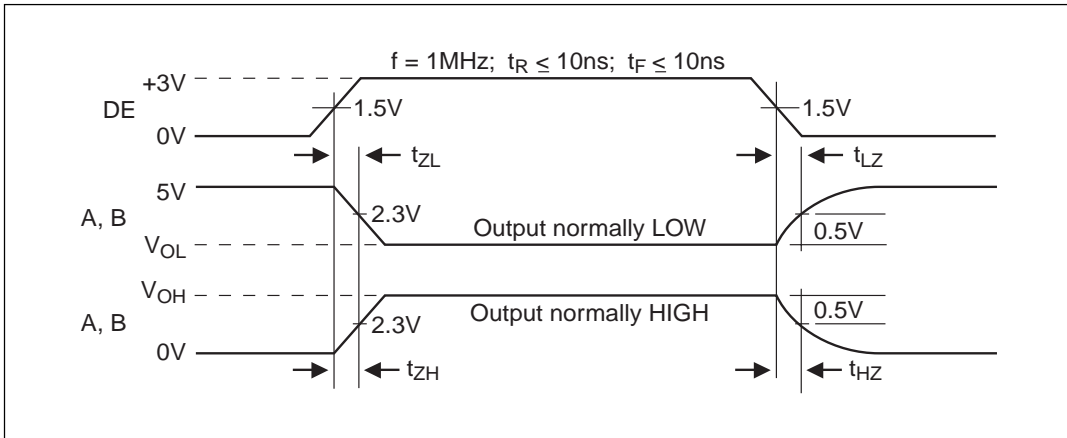 f = 1MHz; tR ≤ 10ns; tF ≤ 10ns
+3V
DE
1.5V
1.5V
0V
tZL
tLZ
5V
A, B
2.3V
Output normally LOW
0.5V
VOL
VOH
A, B
2.3V
Output normally HIGH
0.5V
0V
tZH
tHZ